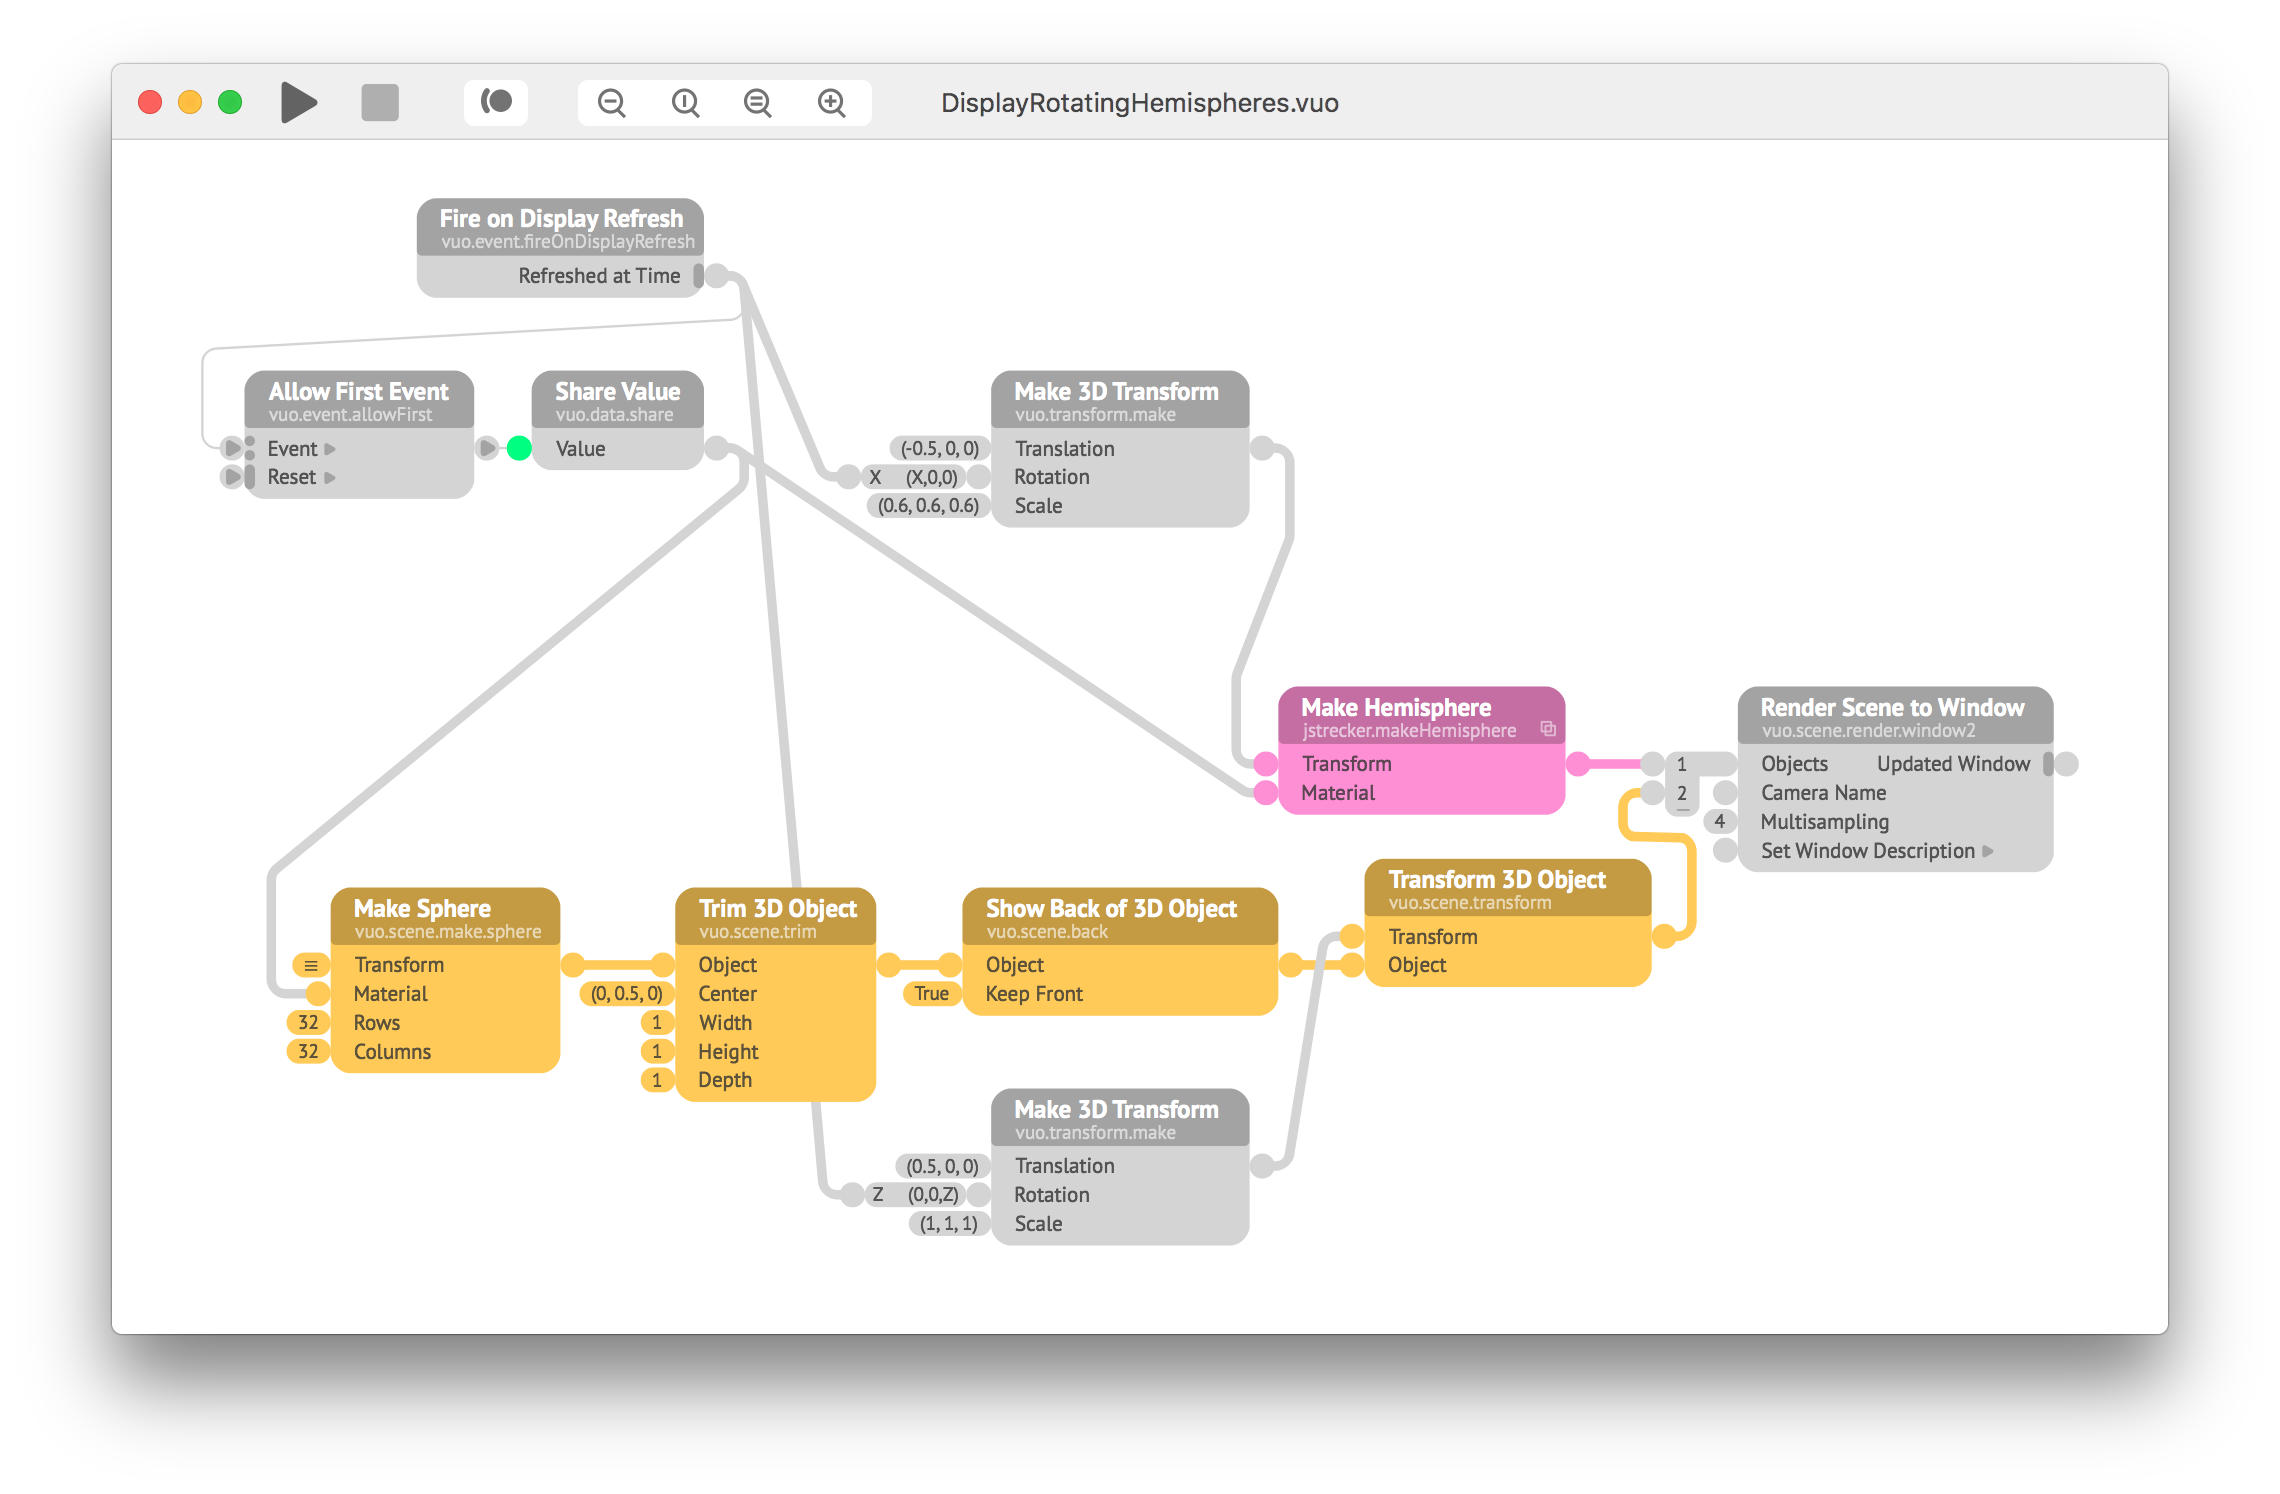 DisplayRotatingHemispheres.vuo
Fire on Display Refresh
vuo.event.fireOnDisplayRefresh
Refreshed at Time
Allow First Event
vuo.event.allowFirst
Event
Reset
Share Value
vuo.data.share
Value
Make 3D Transform
vuo.transform.make
(-0.5, 0, 0) Translation
X (X,0,0) Rotation
(0.6, 0.6, 0.6) Scale
Make Hemisphere
jstrecker.makeHemisphere
Transform
Material
Render Scene to Window
vuo.scene.render.window2
1 Objects Updated Window
2 Camera Name
4 Multisampling
Set Window Description
Make Sphere
vuo.scene.make.sphere
Transform
Material
32 Rows
32 Columns
Trim 3D Object
vuo.scene.trim
Object
(0, 0.5, 0) Center
1 Width
1 Height
1 Depth
Show Back of 3D Object
vuo.scene.back
Object
True Keep Front
Transform 3D Object
vuo.scene.transform
Transform
Object
Make 3D Transform
vuo.transform.make
(0.5, 0, 0) Translation
Z (0,0,Z) Rotation
(1, 1, 1) Scale